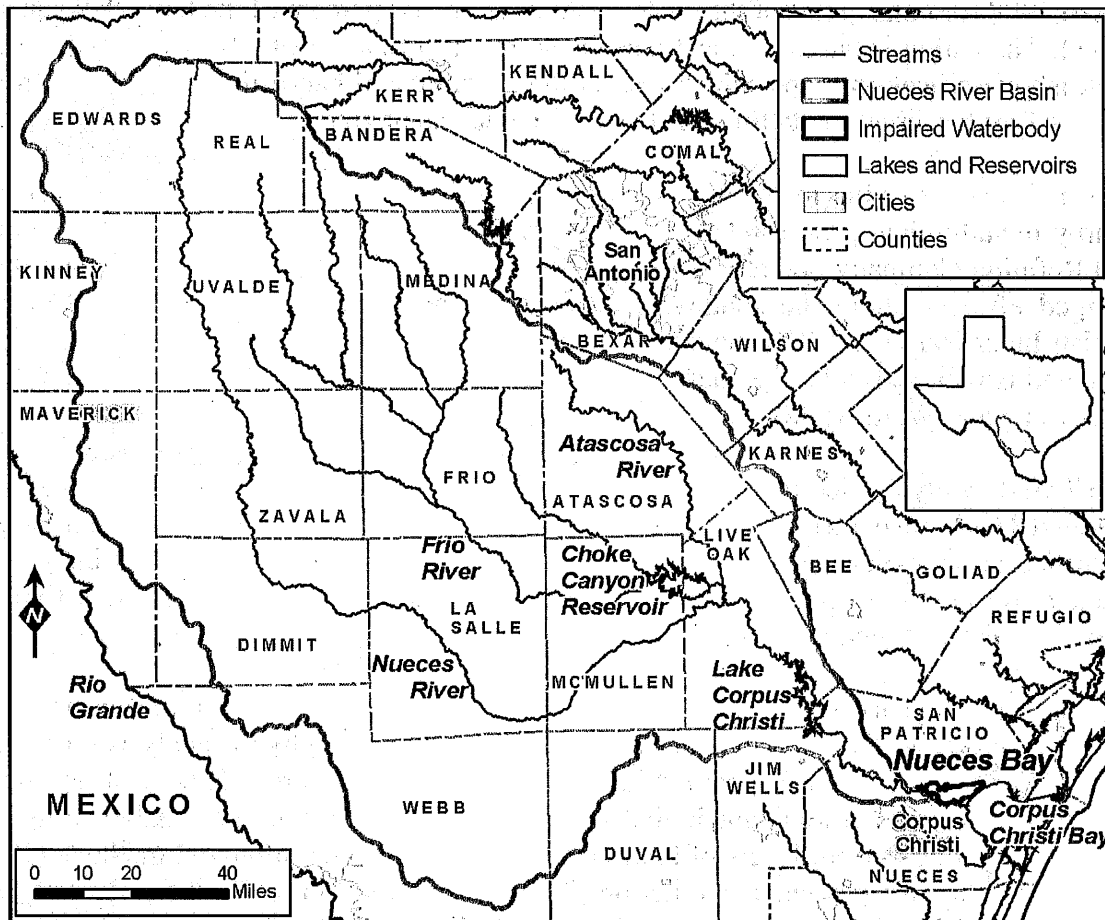 Streams
Nueces River Basin
Impaired Waterbody
Lakes and Reservoirs
Cities
Counties
KENDALL
KERR
EDWARDS
REAL
BANDERA
COMAL
San
Antonio
KINNEY
UVALDE
MEDINA
BEXAR
WILSON
MAVERICK
Atascosa
River
KARNES
FRIO
ATASCOSA
ZAVALA
LIVE
OAK
Frio
River
Choke
Canyon
Reservoir
BEE
GOLIAD
N
LA
SALLE
REFUGIO
DIMMIT
Nueces
River
MCMULLEN
Lake
Corpus
Christi
Rio
Grande
SAN
PATRICIO
Nueces Bay
JIM
WELLS
MEXICO
WEBB
Corpus
Christi
Corpus
Christi Bay
DUVAL
NUECES
0 10 20 40
Miles